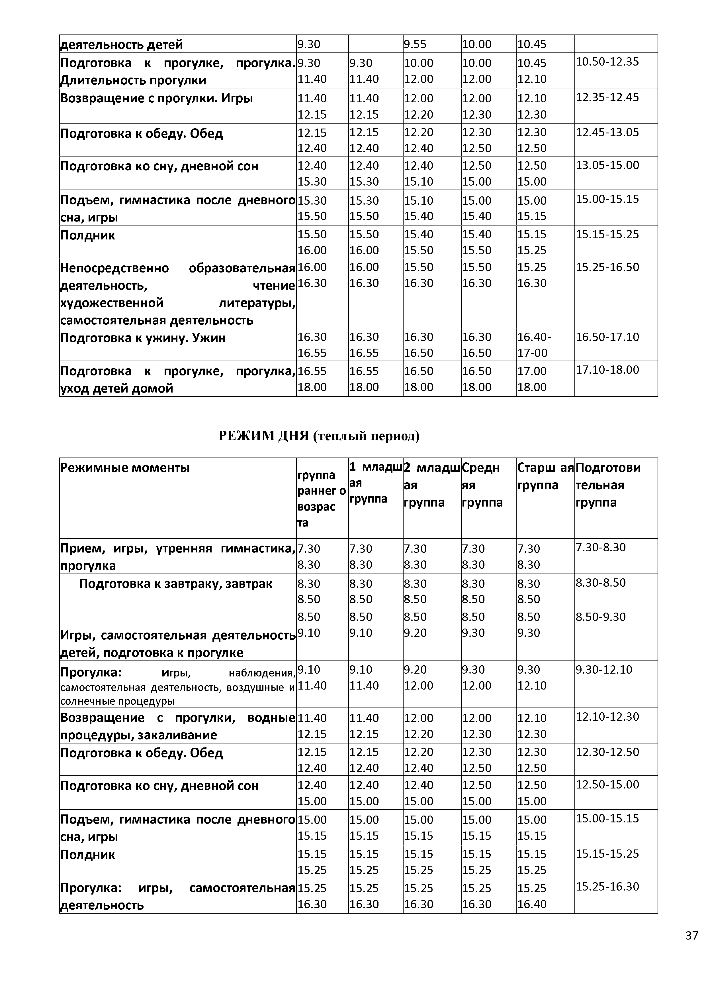 деятельность детей 9.30 9.55 10.00 10.45
Подготовка к прогулке, прогулка. 9.30 9.30 10.00 10.00 10.45 10.50-12.35
Длительность прогулки 11.40 11.40 12.00 12.00 12.10
Возвращение с прогулки. Игры 11.40 11.40 12.00 12.00 12.10 12.35-12.45
12.15 12.15 12.20 12.30 12.30
Подготовка к обеду. Обед 12.15 12.15 12.20 12.30 12.30 12.45-13.05
12.40 12.40 12.40 12.50 12.50
Подготовка ко сну, дневной сон 12.40 12.40 12.40 12.50 12.50 13.05-15.00
15.30 15.30 15.10 15.00 15.00
Подъем, гимнастика после дневного 15.30 15.30 15.10 15.00 15.00 15.00-15.15
сна, игры 15.50 15.50 15.40 15.40 15.15
Полдник 15.50 15.50 15.40 15.40 15.15 15.15-15.25
16.00 16.00 15.50 15.50 15.25
Непосредственно образовательная 16.00 16.00 15.50 15.50 15.25 15.25-16.50
деятельность, чтение 16.30 16.30 16.30 16.30 16.30
художественной литературы,
самостоятельная деятельность
Подготовка к ужину. Ужин 16.30 16.30 16.30 16.30 16.40- 16.50-17.10
16.55 16.55 16.50 16.50 17-00
Подготовка к прогулке, прогулка, 16.55 16.55 16.50 16.50 17.00 17.10-18.00
уход детей домой 18.00 18.00 18.00 18.00 18.00
РЕЖИМ ДНЯ (теплый период)
Режимные моменты
группа
раннег о
возрас
та
1 младш
ая
группа
2 младш
ая
группа
Средн
яя
группа
Старш ая
группа
Подготови
тельная
группа
Прием, игры, утренняя гимнастика, 7.30 7.30 7.30 7.30 7.30 7.30-8.30
прогулка 8.30 8.30 8.30 8.30 8.30
Подготовка к завтраку, завтрак 8.30 8.30 8.30 8.30 8.30 8.30-8.50
8.50 8.50 8.50 8.50 8.50
8.50 8.50 8.50 8.50 8.50 8.50-9.30
Игры, самостоятельная деятельность 9.10 9.10 9.20 9.30 9.30
детей, подготовка к прогулке
Прогулка: игры, наблюдения, 9.10 9.10 9.20 9.30 9.30 9.30-12.10
самостоятельная деятельность, воздушные и 11.40 11.40 12.00 12.00 12.10
солнечные процедуры
Возвращение с прогулки, водные 11.40 11.40 12.00 12.00 12.10 12.10-12.30
процедуры, закаливание 12.15 12.15 12.20 12.30 12.30
Подготовка к обеду. Обед 12.15 12.15 12.20 12.30 12.30 12.30-12.50
12.40 12.40 12.40 12.50 12.50
Подготовка ко сну, дневной сон 12.40 12.40 12.40 12.50 12.50 12.50-15.00
15.00 15.00 15.00 15.00 15.00
Подъем, гимнастика после дневного 15.00 15.00 15.00 15.00 15.00 15.00-15.15
сна, игры 15.15 15.15 15.15 15.15 15.15
Полдник 15.15 15.15 15.15 15.15 15.15 15.15-15.25
15.25 15.25 15.25 15.25 15.25
Прогулка: игры, самостоятельная 15.25 15.25 15.25 15.25 15.25 15.25-16.30
деятельность 16.30 16.30 16.30 16.30 16.40
37